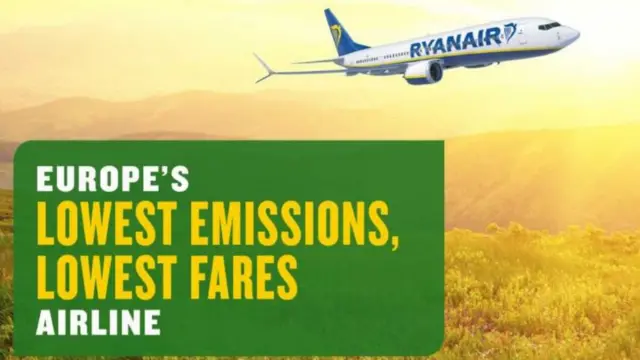 RYANAIR
EUROPE'S
LOWEST EMISSIONS,
LOWEST FARES
AIRLINE